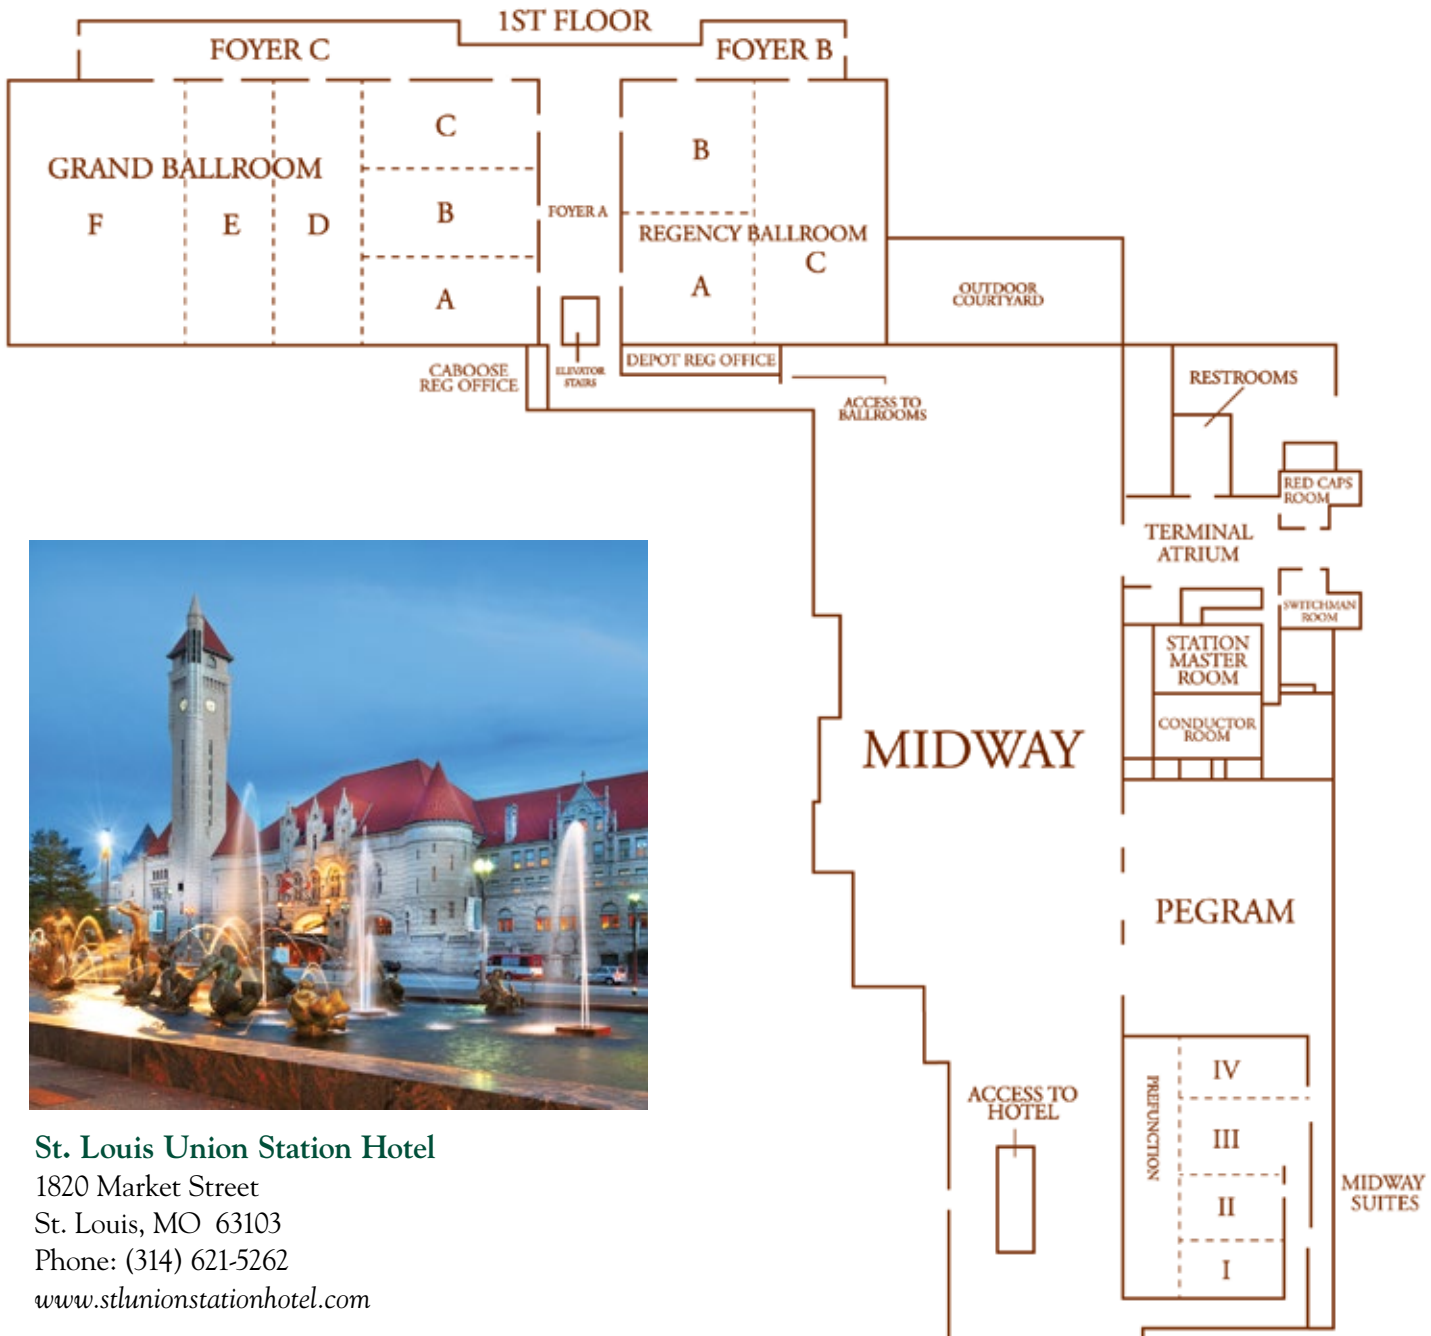 1ST FLOOR
FOYER C
FOYER B
C
B
GRAND BALLROOM
F
E
D
B
FOYER A
REGENCY BALLROOM
C
A
A
OUTDOOR
COURTYARD
CABOOSE
REG OFFICE
ELEVATOR
STAIRS
DEPOT REG OFFICE
ACCESS TO
BALLROOMS
RESTROOMS
RED CAPS
ROOM
TERMINAL
ATRIUM
SWITCHMAN
ROOM
STATION
MASTER
ROOM
CONDUCTOR
ROOM
MIDWAY
PEGRAM
ACCESS TO
HOTEL
PREFUNCTION
IV
III
II
I
MIDWAY
SUITES
St. Louis Union Station Hotel
1820 Market Street
St. Louis, MO 63103
Phone: (314) 621-5262
www.stlunionstationhotel.com